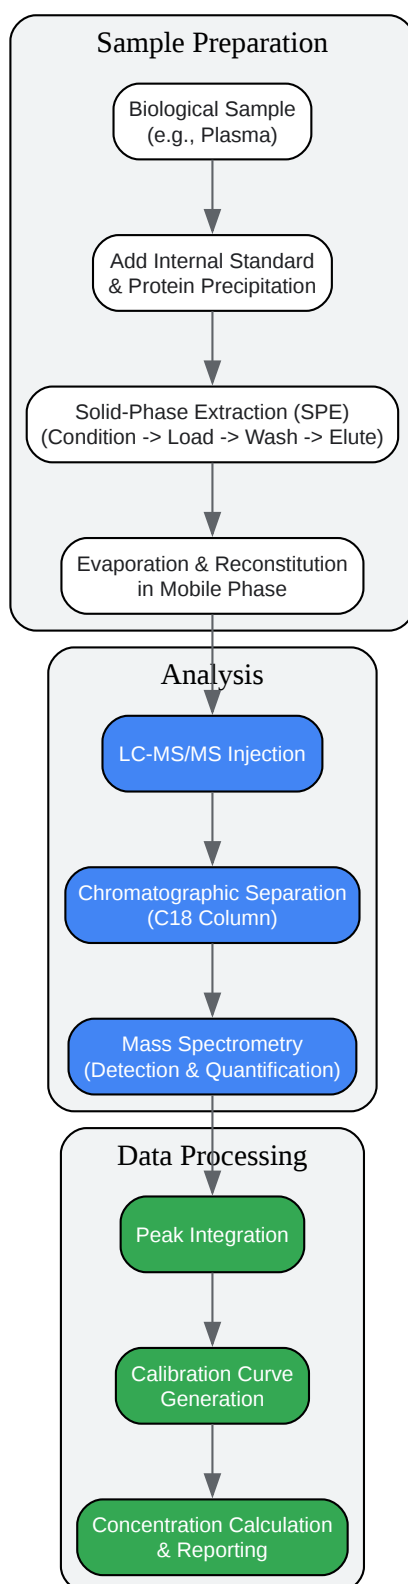 Sample Preparation
Biological Sample
(e.g., Plasma)
Add Internal Standard
& Protein Precipitation
Solid-Phase Extraction (SPE)
(Condition -> Load -> Wash -> Elute)
Evaporation & Reconstitution
in Mobile Phase
Analysis
LC-MS/MS Injection
Chromatographic Separation
(C18 Column)
Mass Spectrometry
(Detection & Quantification)
Data Processing
Peak Integration
Calibration Curve
Generation
Concentration Calculation
& Reporting